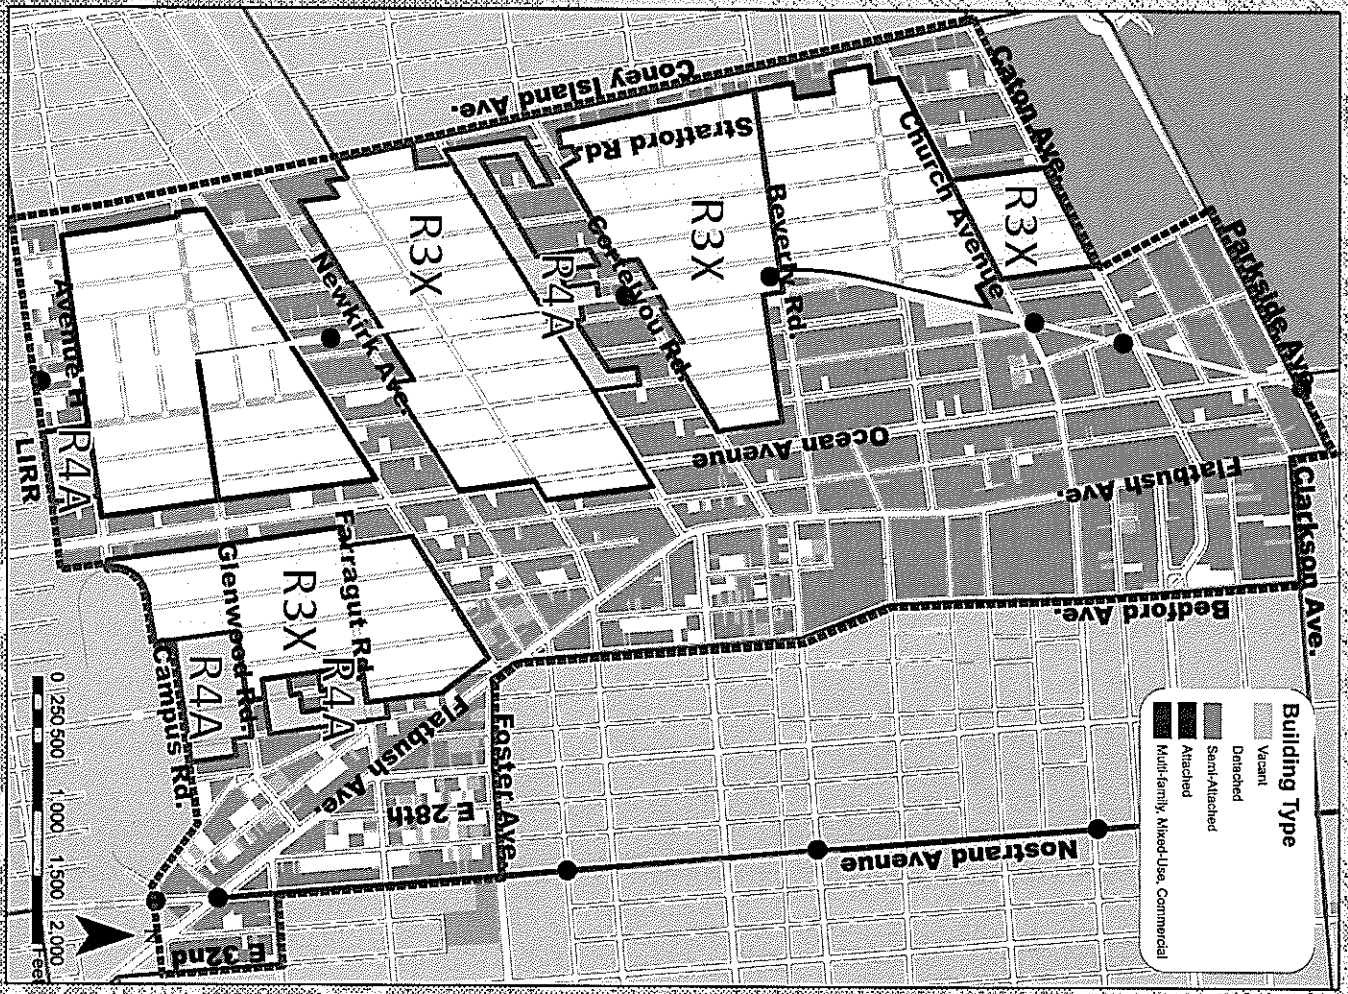 Building Type
Vacant
Detached
Semi-Attached
Attached
Multi-family, Mixed-Use, Commercial
Parkside Ave.
Caton Ave.
Clarkson Ave.
Church Avenue
R3X
Coney Island Ave.
Stratford Rd.
Beverly Rd.
R3X
Cortelyou Rd.
R4A
R3X
Newkirk Ave.
Ocean Avenue
Flatbush Ave.
Bedford Ave.
Avenue H
R4A
LIRR
Farragut Rd.
Glenwood Rd.
R3X
R4A
R4A
Campus Rd.
Flatbush Ave.
Foster Ave.
E 28th
Nostrand Avenue
E 32nd
0 250 500 1,000 1,500 2,000
Feet